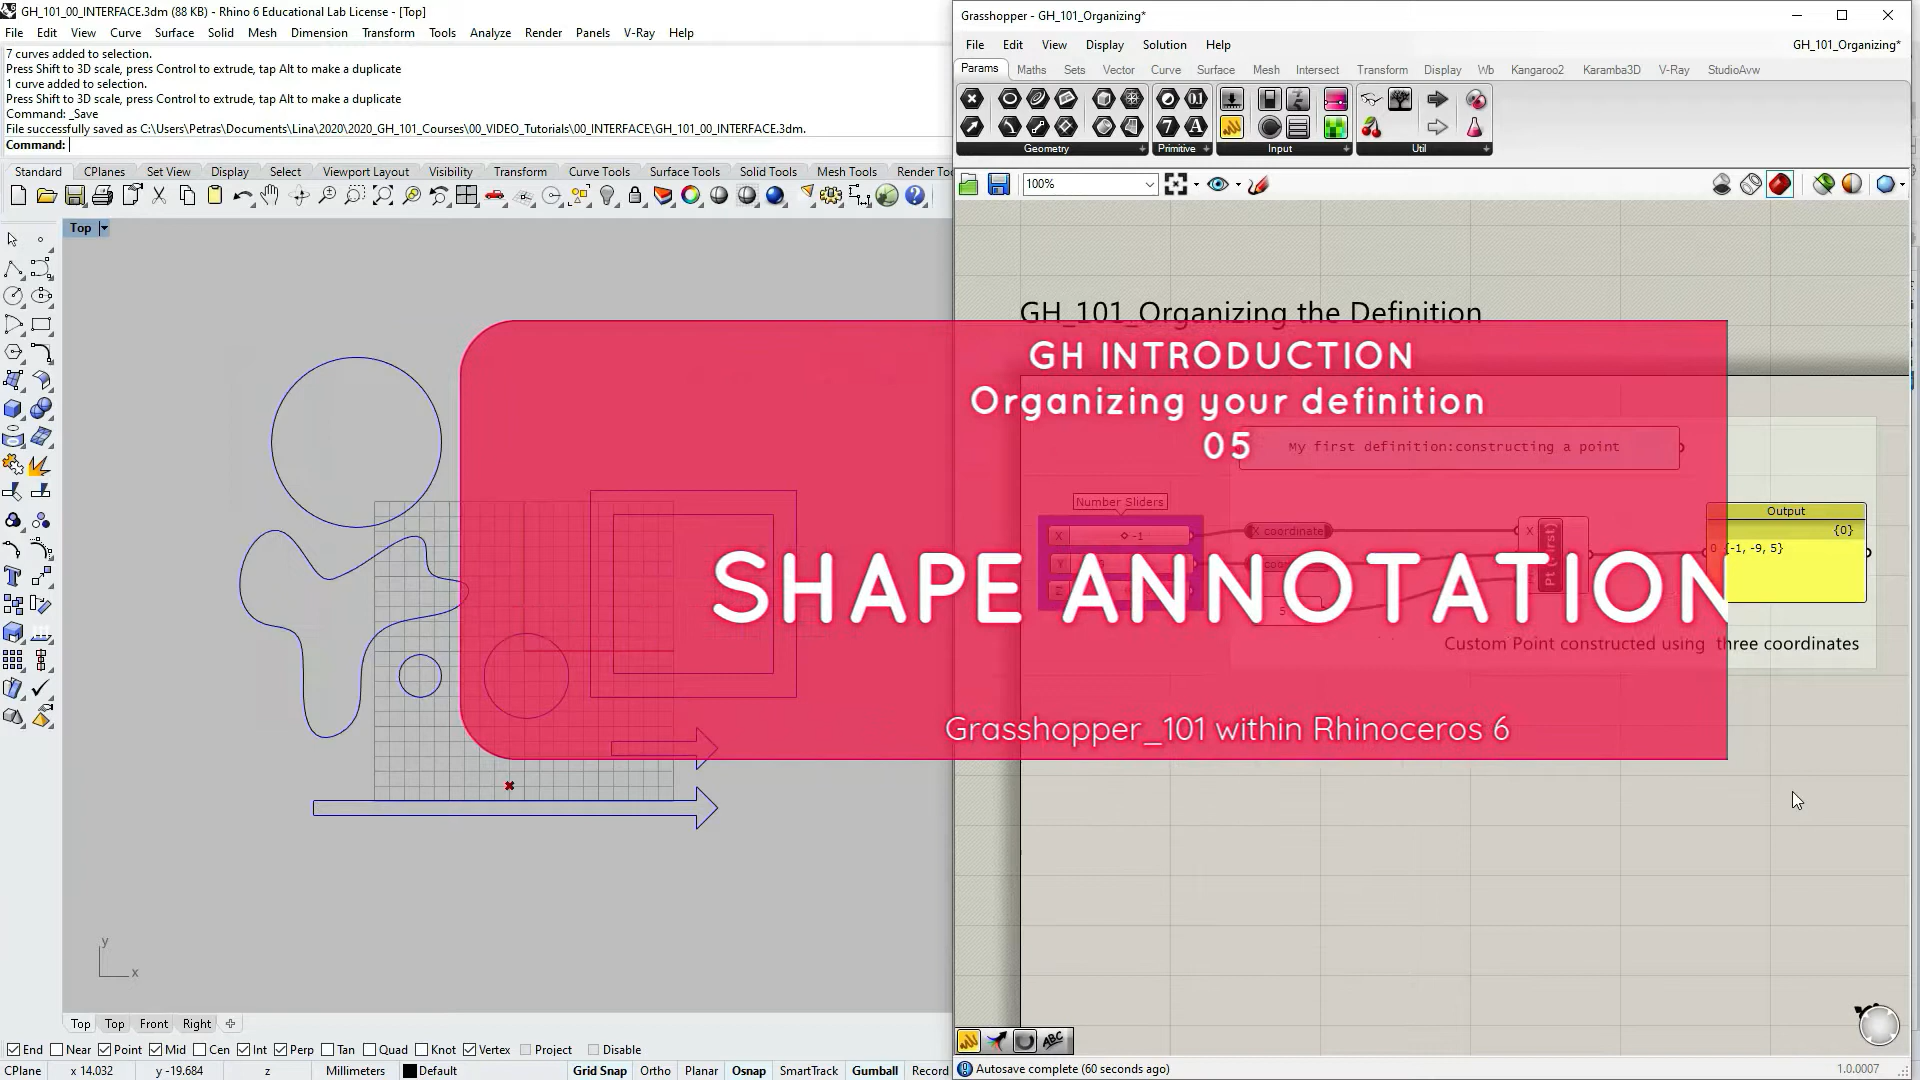 GH_101_00_INTERFACE.3dm (88 KB) - Rhino 6 Educational Lab License - [Top]
File Edit View Curve Surface Solid Mesh Dimension Transform Tools Analyze Render Panels V-Ray Help
7 curves added to selection.
Press Shift to 3D scale, press Control to extrude, tap Alt to make a duplicate
1 curve added to selection.
Press Shift to 3D scale, press Control to extrude, tap Alt to make a duplicate
Command: _Save
File successfully saved as C:\Users\Petras\Documents\Lina\2020\2020_GH_101_Courses\00_VIDEO_Tutorials\00_INTERFACE\GH_101_00_INTERFACE.3dm.
Command:
Standard CPlanes Set View Display Select Viewport Layout Visibility Transform Curve Tools Surface Tools Solid Tools Mesh Tools Render Too
Top
y
x
Top Top Front Right
End Near Point Mid Cen Int Perp Tan Quad Knot Vertex Project Disable
CPlane x 14.032 y -19.684 z Millimeters Default Grid Snap Ortho Planar Osnap SmartTrack Gumball Record
Grasshopper - GH_101_Organizing*
File Edit View Display Solution Help GH_101_Organizing*
Params Maths Sets Vector Curve Surface Mesh Intersect Transform Display Wb Kangaroo2 Karamba3D V-Ray StudioAvw
Geometry Primitive Input Util
100%
GH_101_Organizing the Definition
GH INTRODUCTION
Organizing your definition
05
My first definition:constructing a point
Number Sliders
X -1
Y
Z
X coordinate
X
Pt (First)
5
Output
{0}
0 {-1, -9, 5}
SHAPE ANNOTATION
Custom Point constructed using three coordinates
Grasshopper_101 within Rhinoceros 6
ABC
Autosave complete (60 seconds ago) 1.0.0007